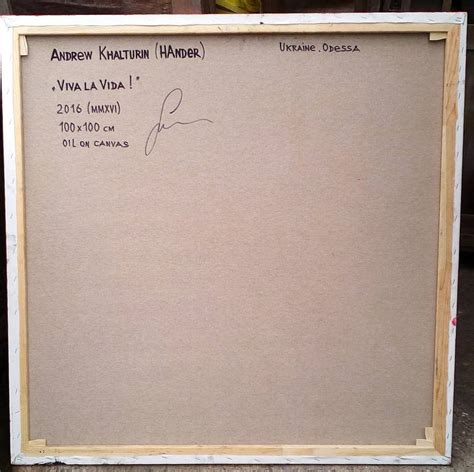 Andrew Khalturin (HAnder)
Ukraine. Odessa
„Viva la Vida!"
2016 (MMXVI)
100x100 cm
oil on canvas